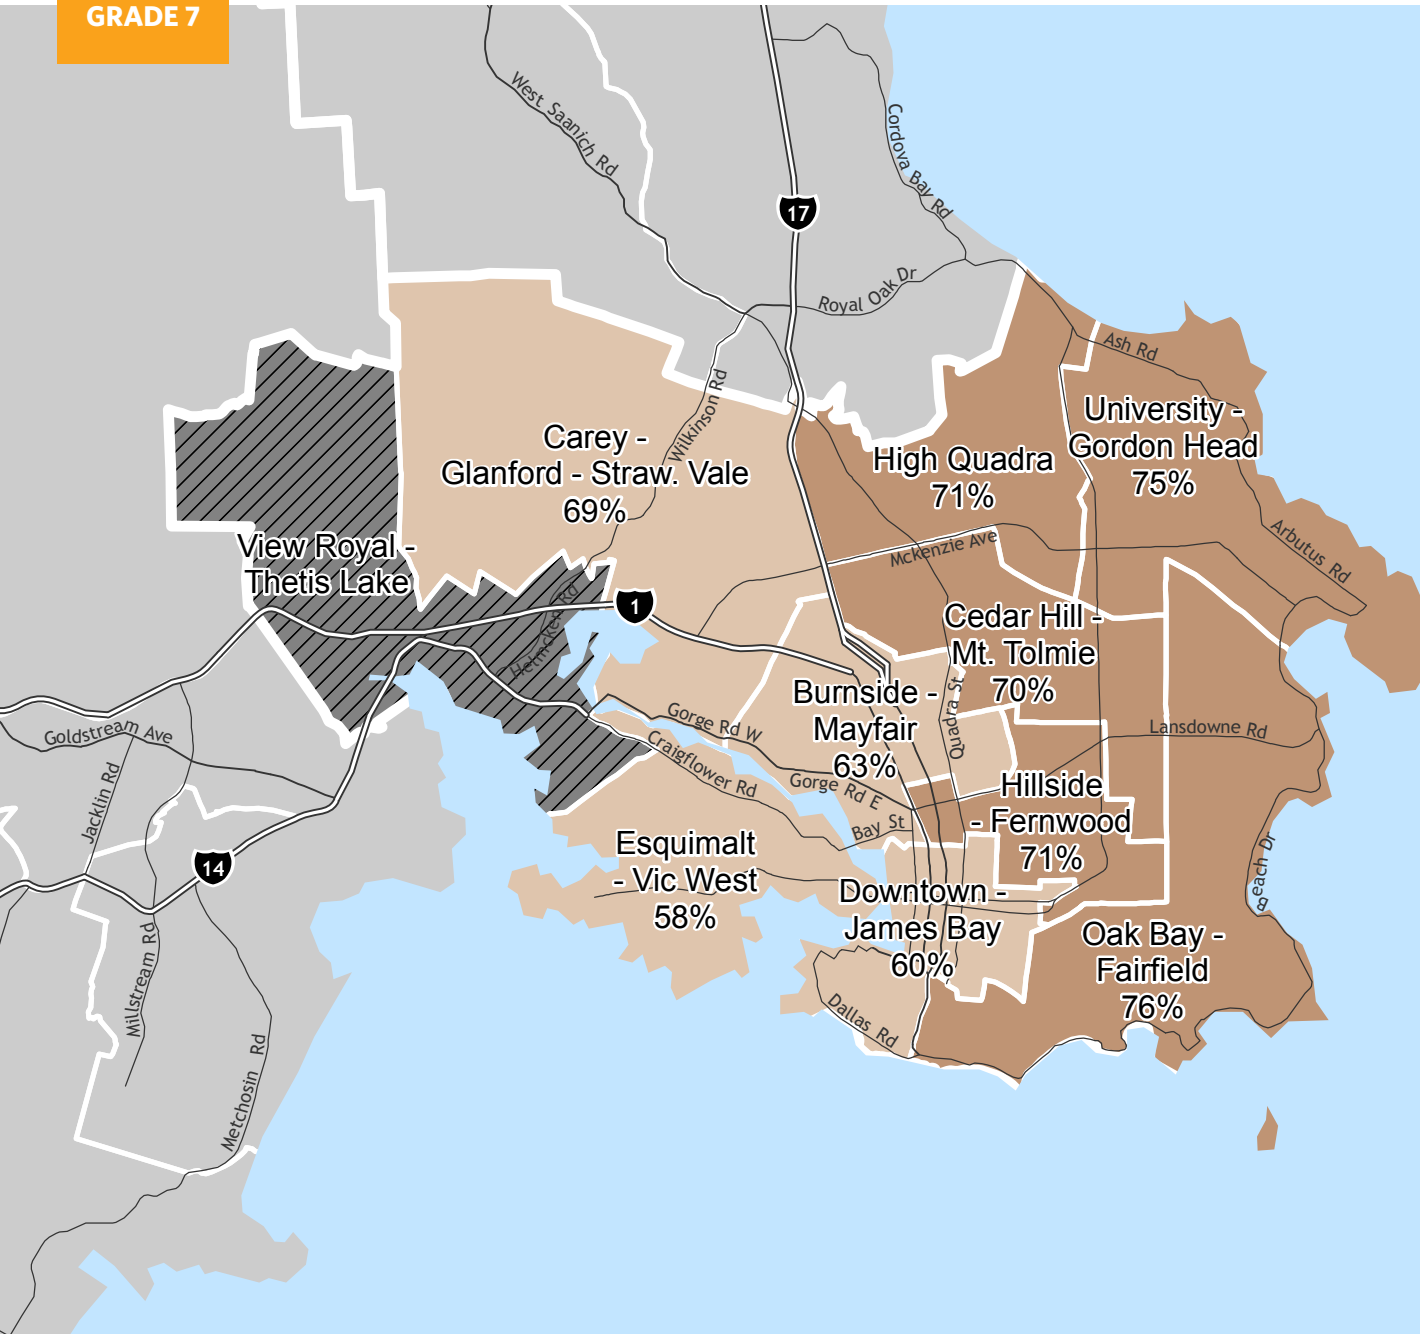 GRADE 7
West Saanich Rd
17
Cordova Bay Rd
Royal Oak Dr
Ash Rd
Wilkinson Rd
University -
Gordon Head
75%
Carey -
Glanford - Straw. Vale
69%
High Quadra
71%
Arbutus Rd
Mckenzie Ave
View Royal -
Thetis Lake
Helmcken Rd
1
Cedar Hill -
Mt. Tolmie
70%
Burnside -
Mayfair
63%
Quadra St
Gorge Rd W
Lansdowne Rd
Goldstream Ave
Craigflower Rd
Gorge Rd E
Jacklin Rd
Hillside
- Fernwood
71%
Bay St
14
Esquimalt
- Vic West
58%
Beach Dr
Downtown -
James Bay
60%
Oak Bay -
Fairfield
76%
Millstream Rd
Dallas Rd
Metchosin Rd